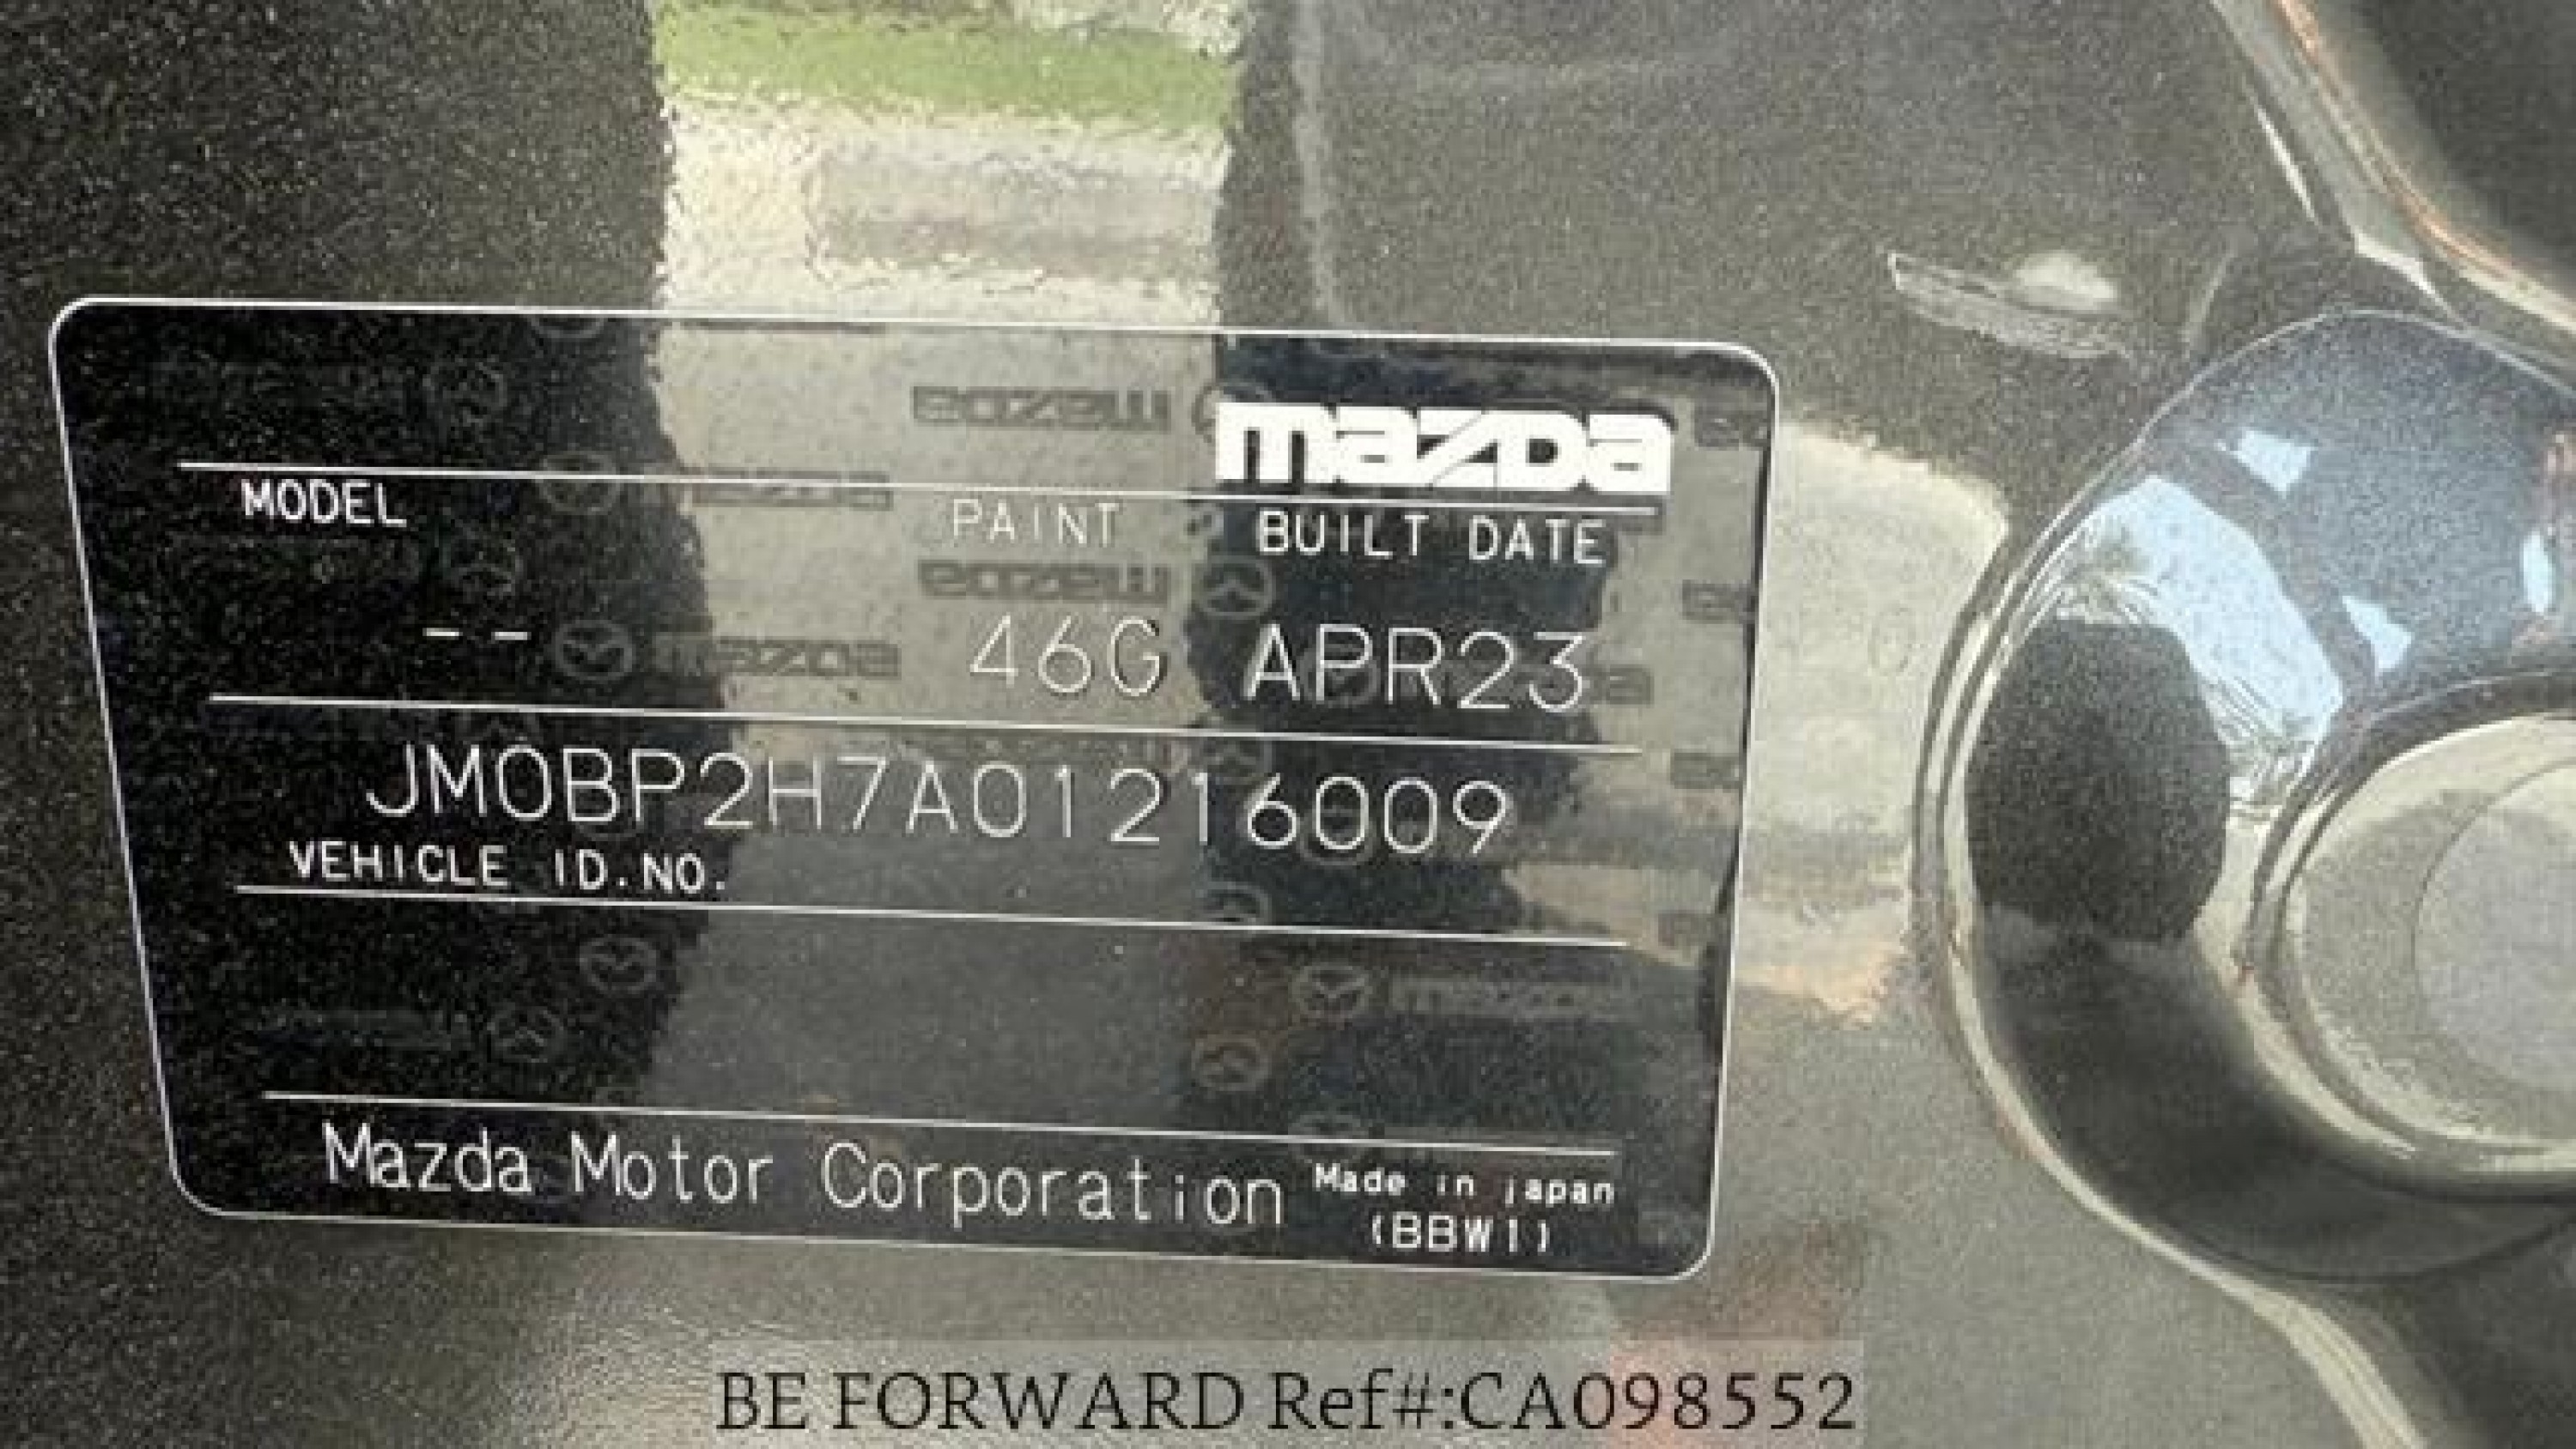 mazda
MODEL PAINT BUILT DATE
-- 46G APR23
JM0BP2H7A01216009
VEHICLE ID.NO.
Mazda Motor Corporation Made in japan
(BBW1)
BE FORWARD Ref#:CA098552